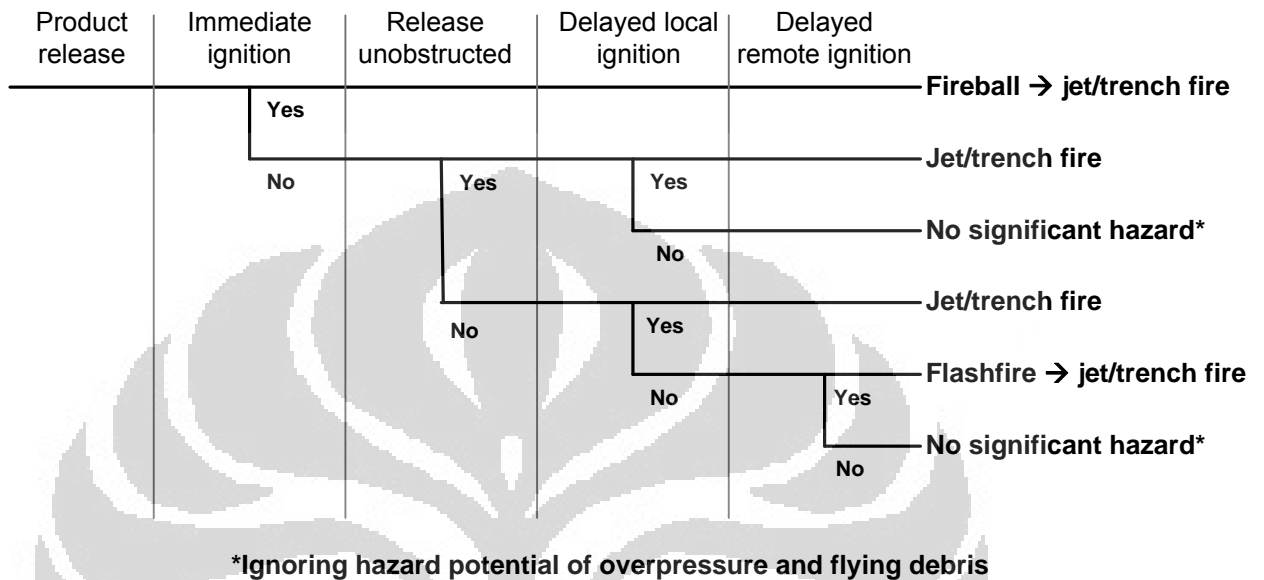 Product release
Immediate ignition
Release unobstructed
Delayed local ignition
Delayed remote ignition
Fireball → jet/trench fire
Yes
Jet/trench fire
No
Yes
Yes
No significant hazard*
No
Jet/trench fire
No
Yes
Flashfire → jet/trench fire
No
Yes
No significant hazard*
No
*Ignoring hazard potential of overpressure and flying debris